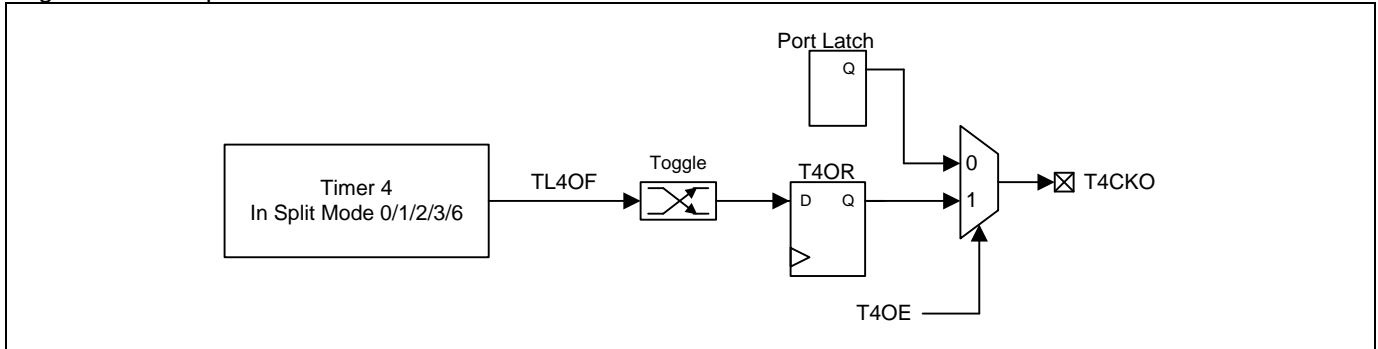 Port Latch
Q
Toggle
T4OR
0
Timer 4
In Split Mode 0/1/2/3/6
TL4OF
D Q
1
T4CKO
T4OE